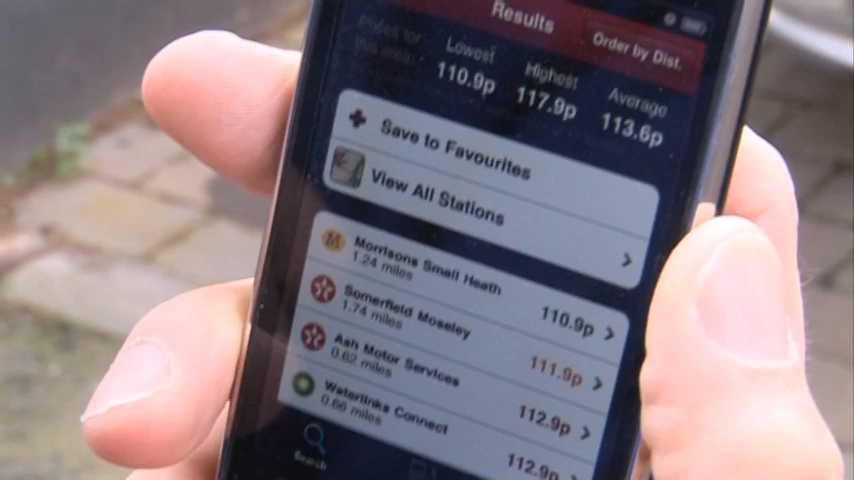 Results
Order by Dist.
Prices for
this area:
Lowest
110.9p
Highest
117.9p
Average
113.6p
Save to Favourites
View All Stations
M
Morrisons Small Heath
1.24 miles
110.9p
Somerfield Moseley
1.74 miles
111.9p
Ash Motor Services
0.62 miles
112.9p
Waterlinks Connect
0.66 miles
112.9p
Search